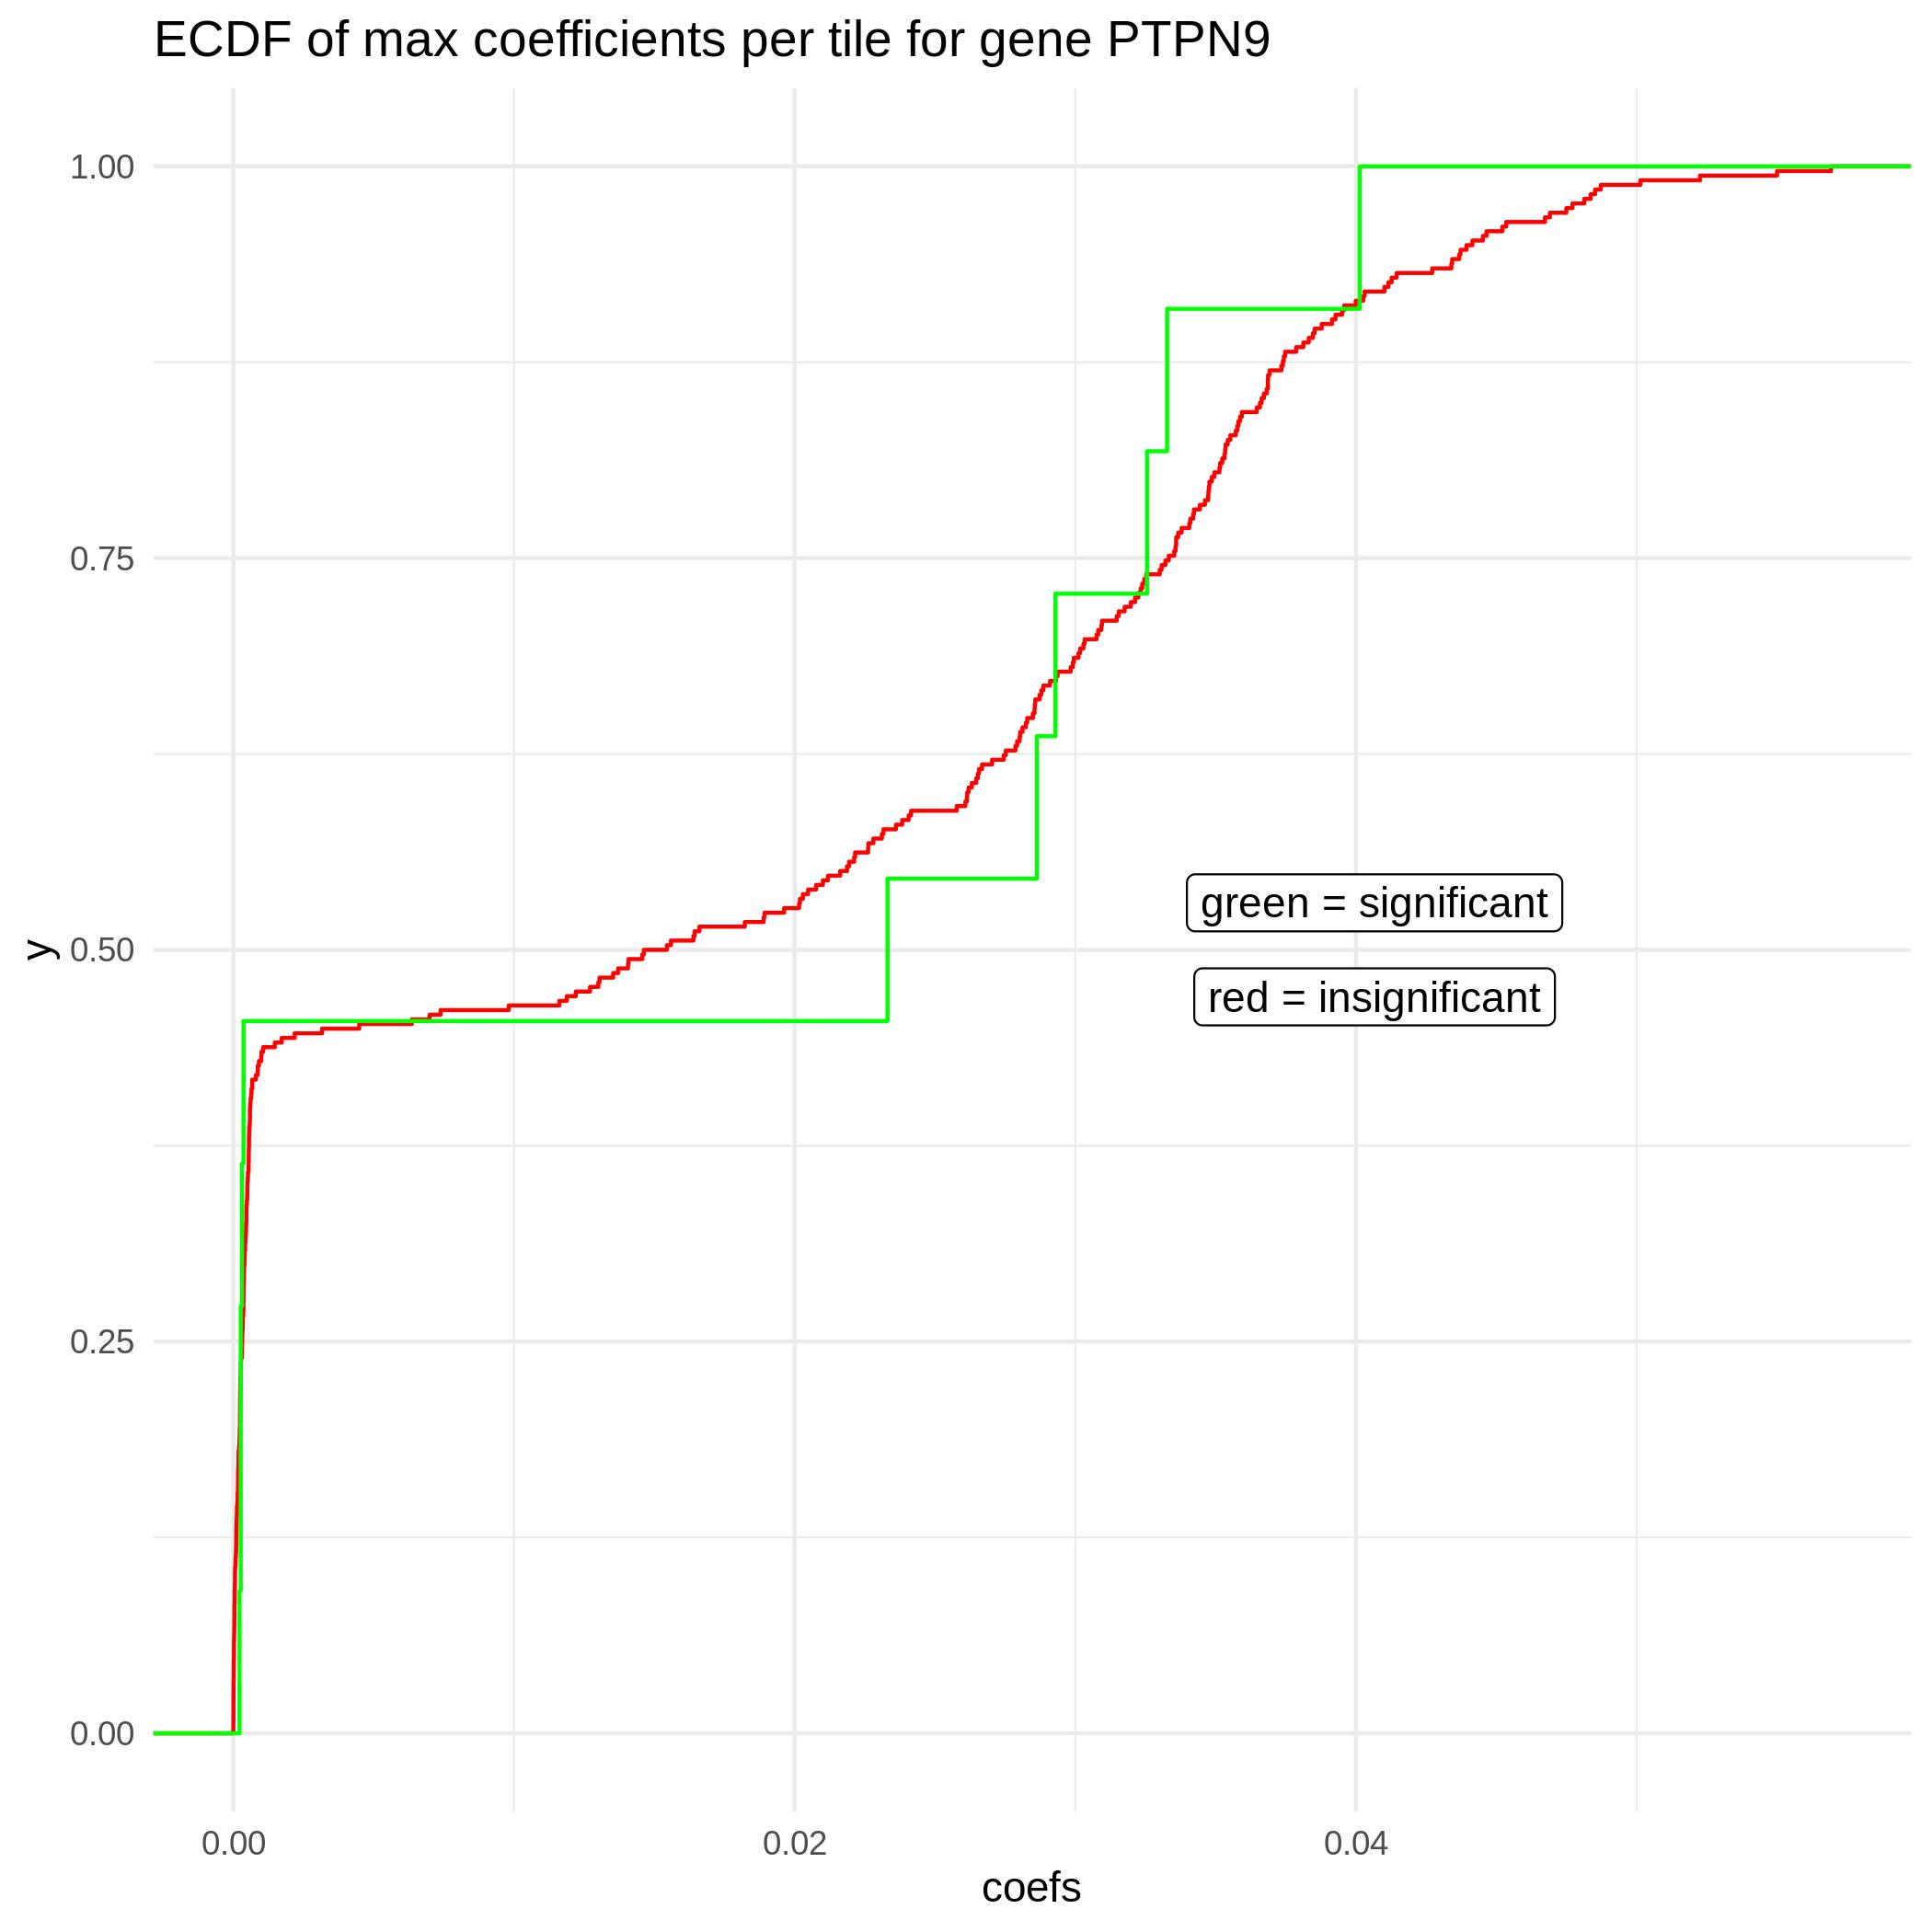 ECDF of max coefficients per tile for gene PTPN9
1.00
0.75
0.50
0.25
0.00
y
green = significant
red = insignificant
0.00 0.02 0.04
coefs